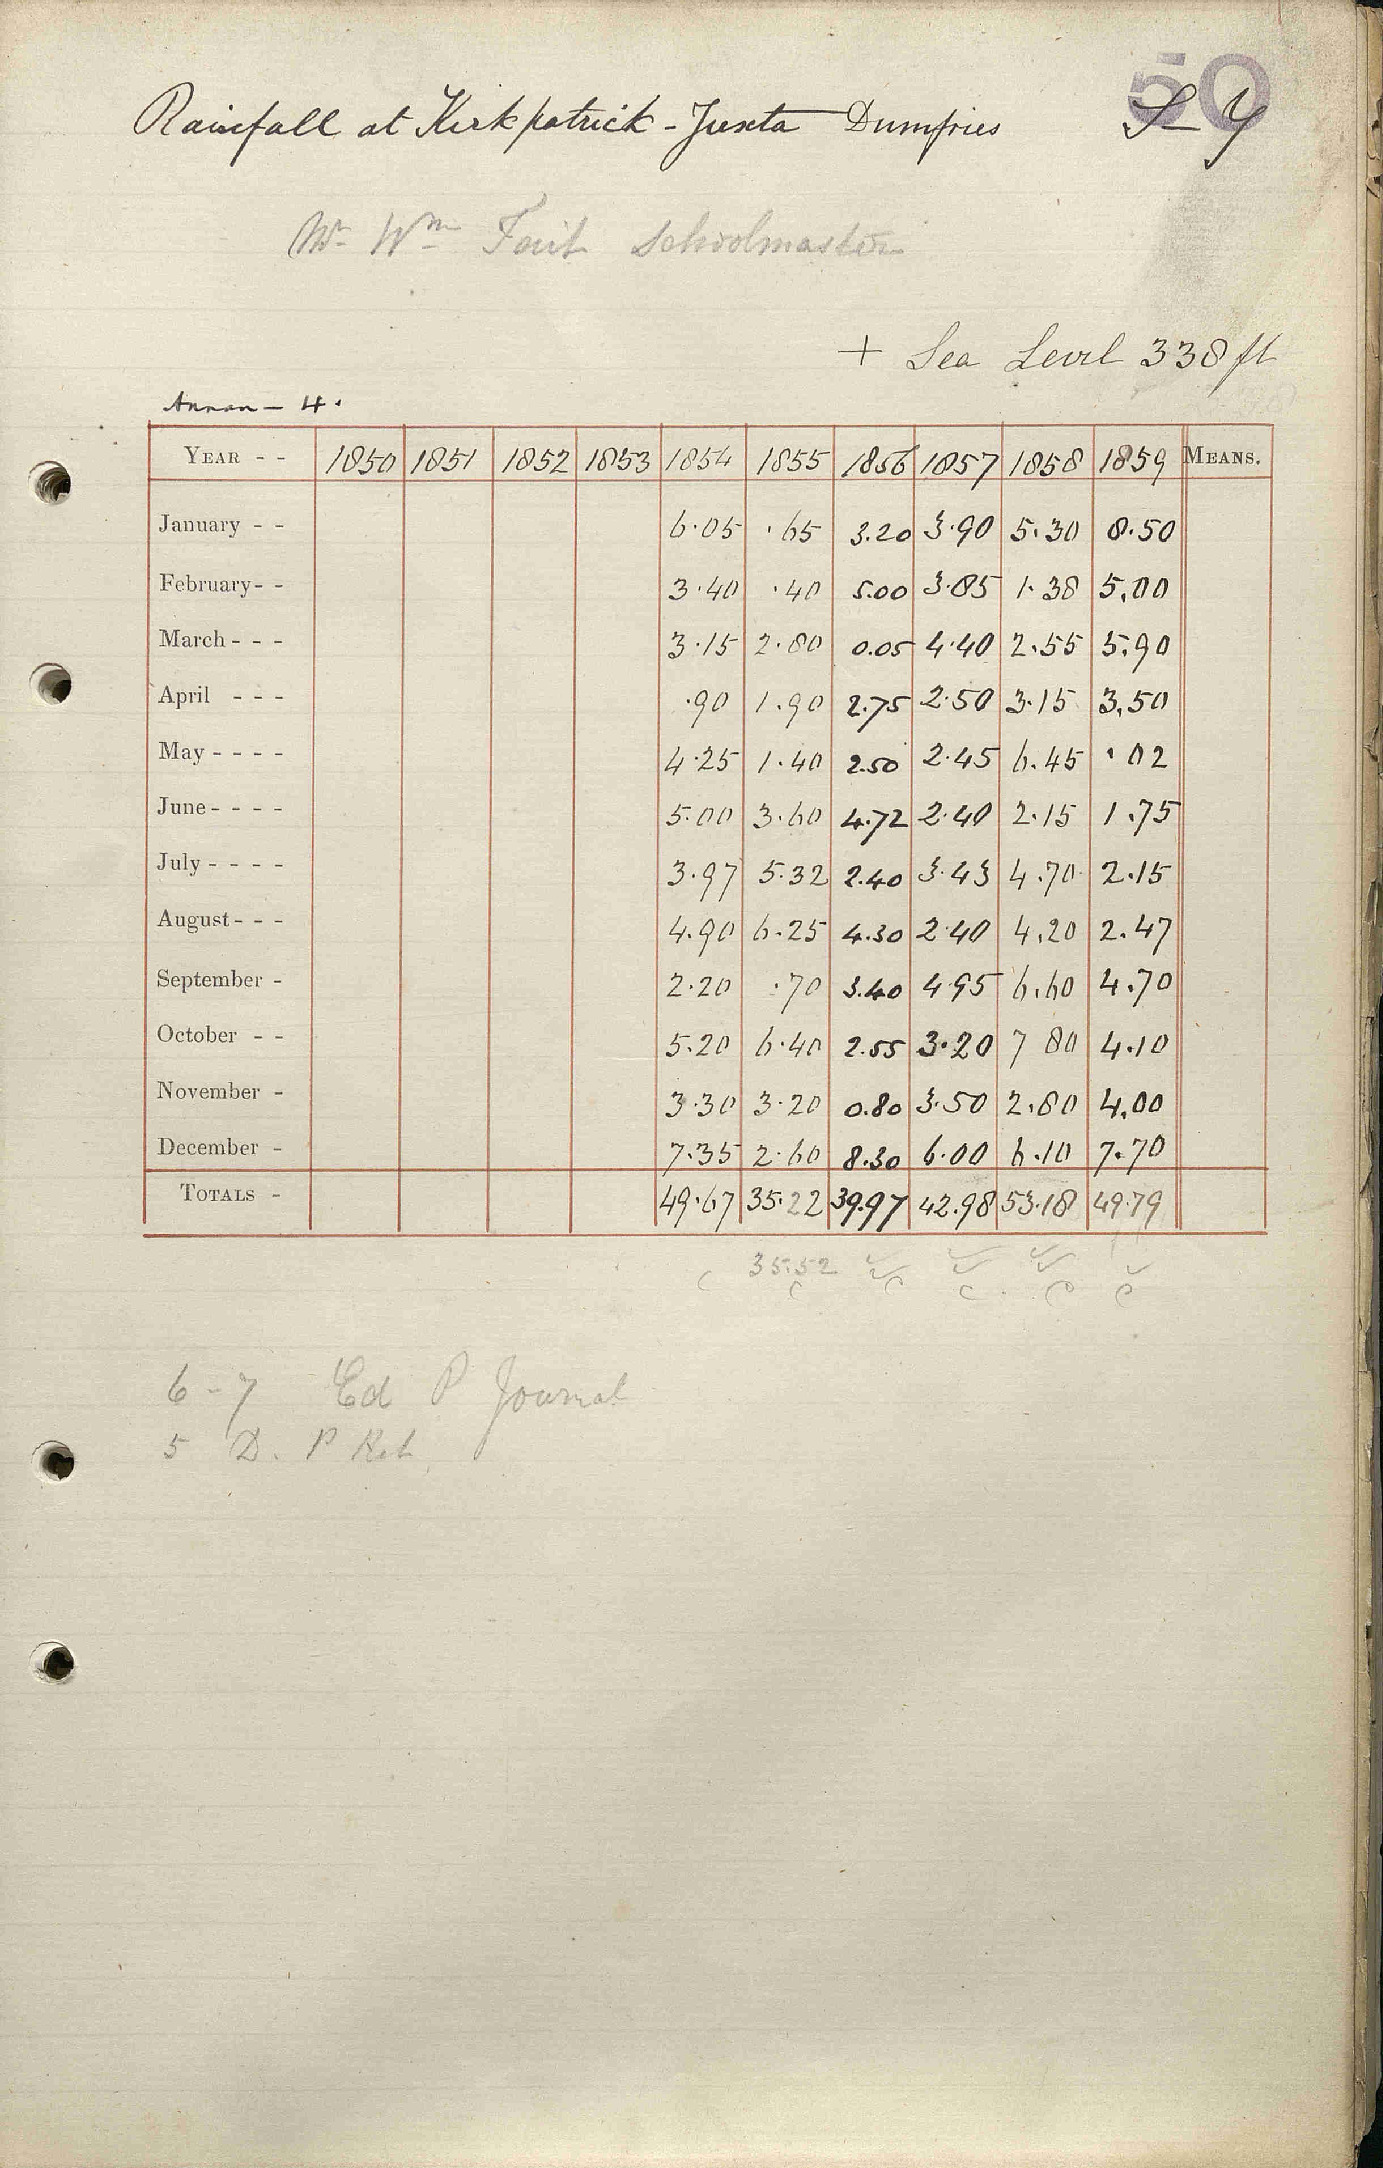 50
Rainfall at Kirkpatrick-Juxta Dumfries S-Y
Mr Wm Tait Schoolmaster
+ Sea Level 338 ft
Annan - 4.
YEAR - - 1850 1851 1852 1853 1854 1855 1856 1857 1858 1859 MEANS.
January - - 6.05 .65 3.20 3.90 5.30 8.50
February - - 3.40 .40 5.00 3.85 1.38 5.00
March - - - 3.15 2.80 0.05 4.40 2.55 5.90
April - - - .90 1.90 2.75 2.50 3.15 3.50
May - - - - 4.25 1.40 2.50 2.45 6.45 .02
June - - - - 5.00 3.60 4.72 2.40 2.15 1.75
July - - - - 3.97 5.32 2.40 3.43 4.70 2.15
August - - - 4.90 6.25 4.30 2.40 4.20 2.47
September - 2.20 .70 3.40 4.95 6.60 4.70
October - - 5.20 6.40 2.55 3.20 7 80 4.10
November - 3.30 3.20 0.80 3.50 2.80 4.00
December - 7.35 2.60 8.30 6.00 6.10 7.70
TOTALS - 49.67 35.22 39.97 42.98 53.18 49.79
35.52
6-7 Ed P Journal
5 D. P Ret.